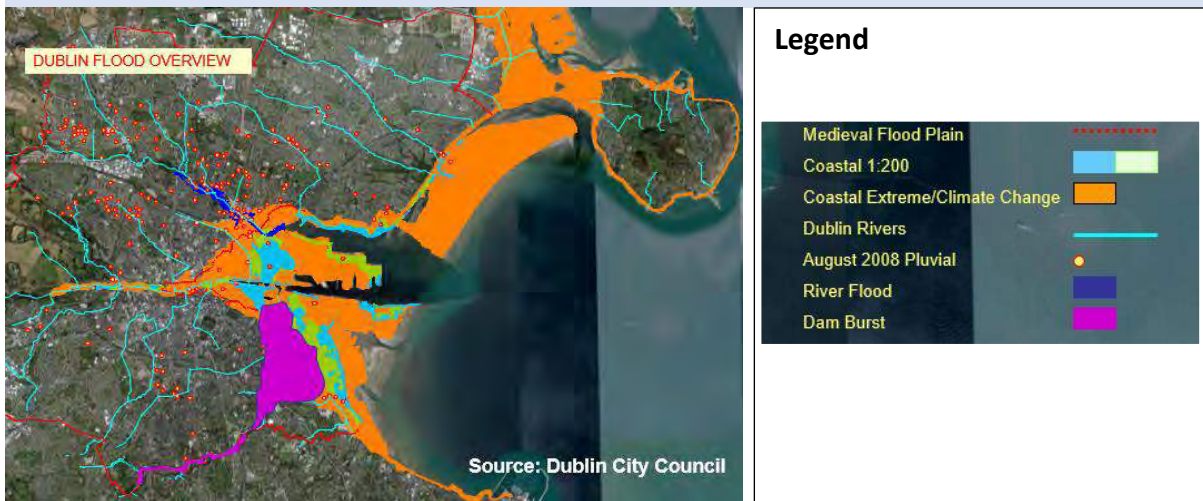 DUBLIN FLOOD OVERVIEW
Source: Dublin City Council
Legend
Medieval Flood Plain
Coastal 1:200
Coastal Extreme/Climate Change
Dublin Rivers
August 2008 Pluvial
River Flood
Dam Burst